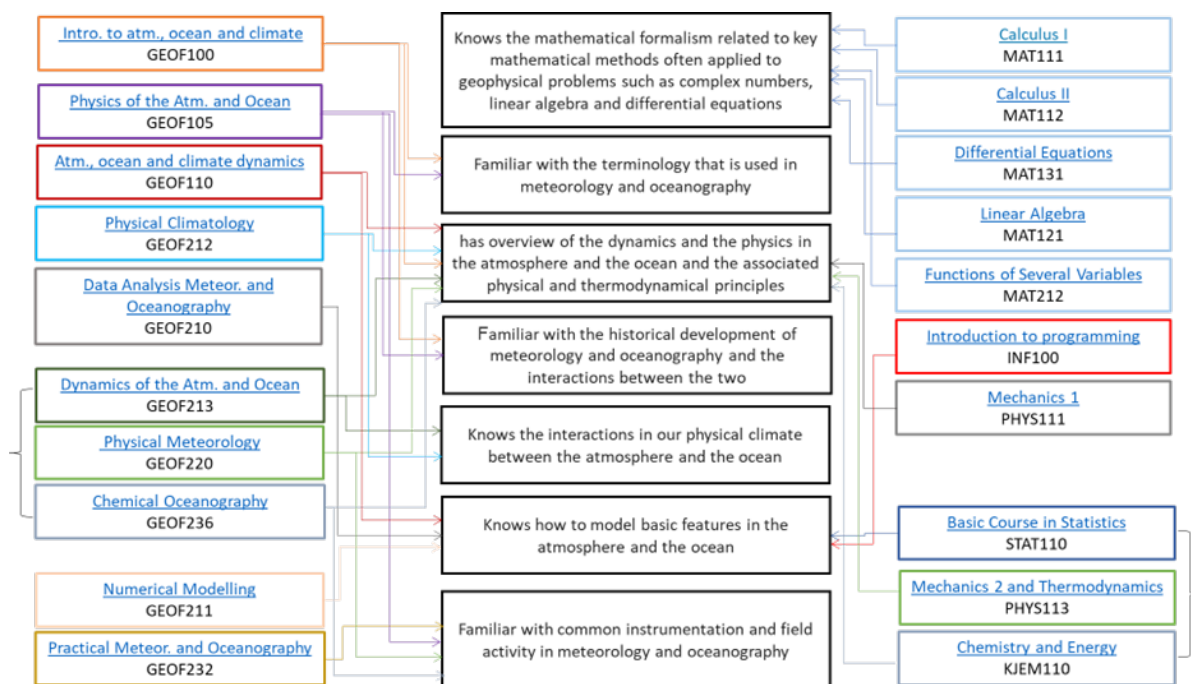 Intro. to atm., ocean and climate
GEOF100
Physics of the Atm. and Ocean
GEOF105
Atm., ocean and climate dynamics
GEOF110
Physical Climatology
GEOF212
Data Analysis Meteor. and
Oceanography
GEOF210
Dynamics of the Atm. and Ocean
GEOF213
Physical Meteorology
GEOF220
Chemical Oceanography
GEOF236
Numerical Modelling
GEOF211
Practical Meteor. and Oceanography
GEOF232
Knows the mathematical formalism related to key
mathematical methods often applied to
geophysical problems such as complex numbers,
linear algebra and differential equations
Familiar with the terminology that is used in
meteorology and oceanography
has overview of the dynamics and the physics in
the atmosphere and the ocean and the associated
physical and thermodynamical principles
Familiar with the historical development of
meteorology and oceanography and the
interactions between the two
Knows the interactions in our physical climate
between the atmosphere and the ocean
Knows how to model basic features in the
atmosphere and the ocean
Familiar with common instrumentation and field
activity in meteorology and oceanography
Calculus I
MAT111
Calculus II
MAT112
Differential Equations
MAT131
Linear Algebra
MAT121
Functions of Several Variables
MAT212
Introduction to programming
INF100
Mechanics 1
PHYS111
Basic Course in Statistics
STAT110
Mechanics 2 and Thermodynamics
PHYS113
Chemistry and Energy
KJEM110